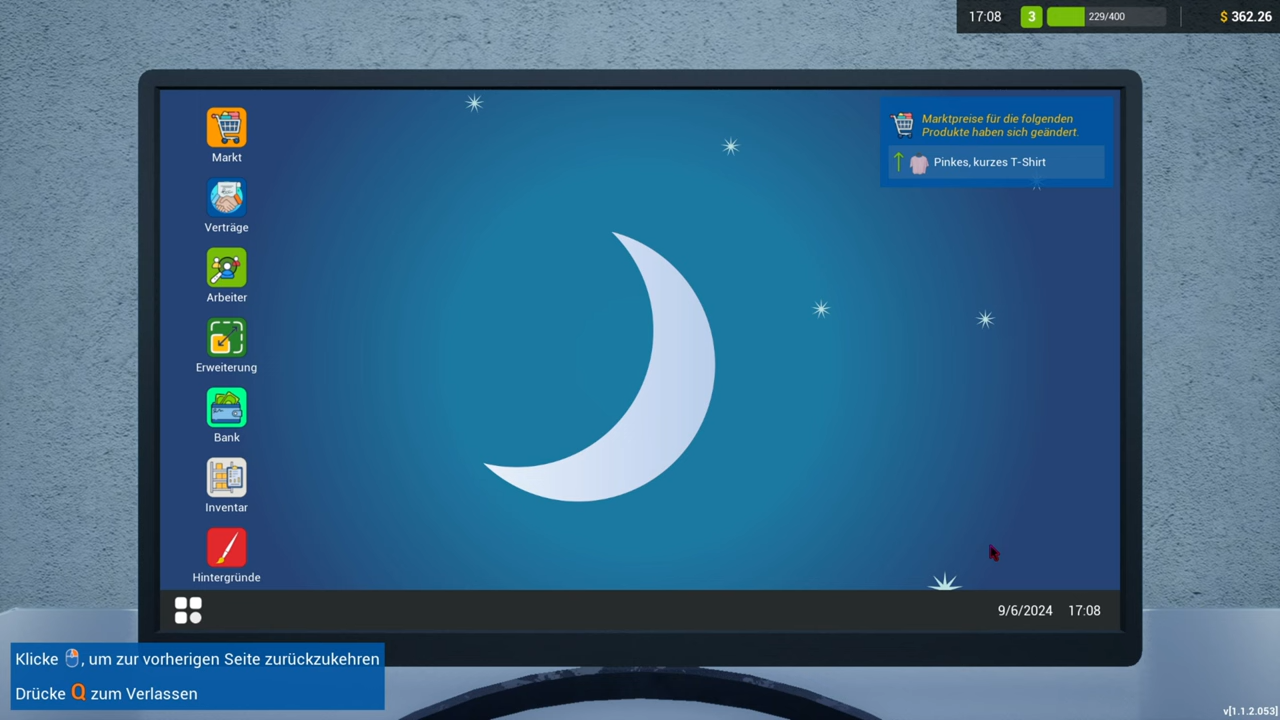 17:08
3
229/400
$ 362.26
Markt
Verträge
Arbeiter
Erweiterung
Bank
Inventar
Hintergründe
Marktpreise für die folgenden
Produkte haben sich geändert.
Pinkes, kurzes T-Shirt
9/6/2024 17:08
Klicke , um zur vorherigen Seite zurückzukehren
Drücke Q zum Verlassen
v[1.1.2.053]